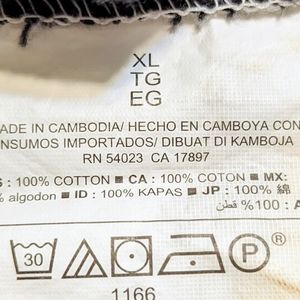 XL
TG
EG
ADE IN CAMBODIA/ HECHO EN CAMBOYA CON
NSUMOS IMPORTADOS/ DIBUAT DI KAMBOJA
RN 54023 CA 17897
S : 100% COTTON ■ CA : 100% COTON ■ MX:
% algodon ■ ID : 100% KAPAS ■ JP : 100% 綿
A : 100% قطن
30
P
1166